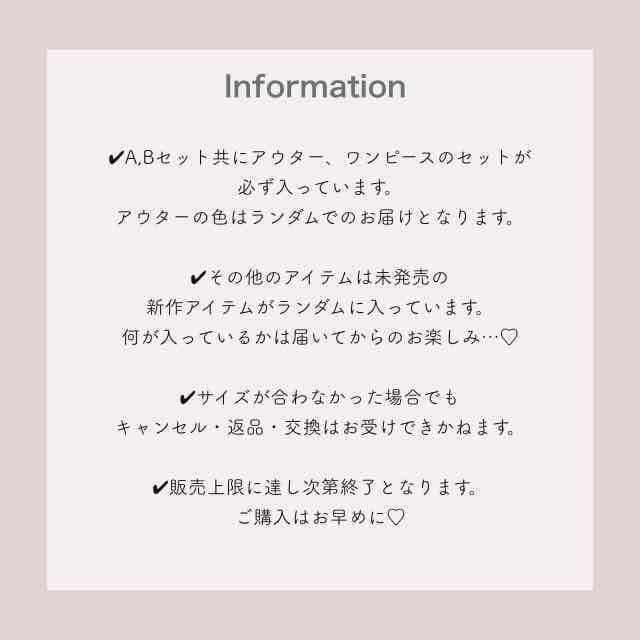 Information
✔A,Bセット共にアウター、ワンピースのセットが
必ず入っています。
アウターの色はランダムでのお届けとなります。
✔その他のアイテムは未発売の
新作アイテムがランダムに入っています。
何が入っているかは届いてからのお楽しみ…♡
✔サイズが合わなかった場合でも
キャンセル・返品・交換はお受けできかねます。
✔販売上限に達し次第終了となります。
ご購入はお早めに♡